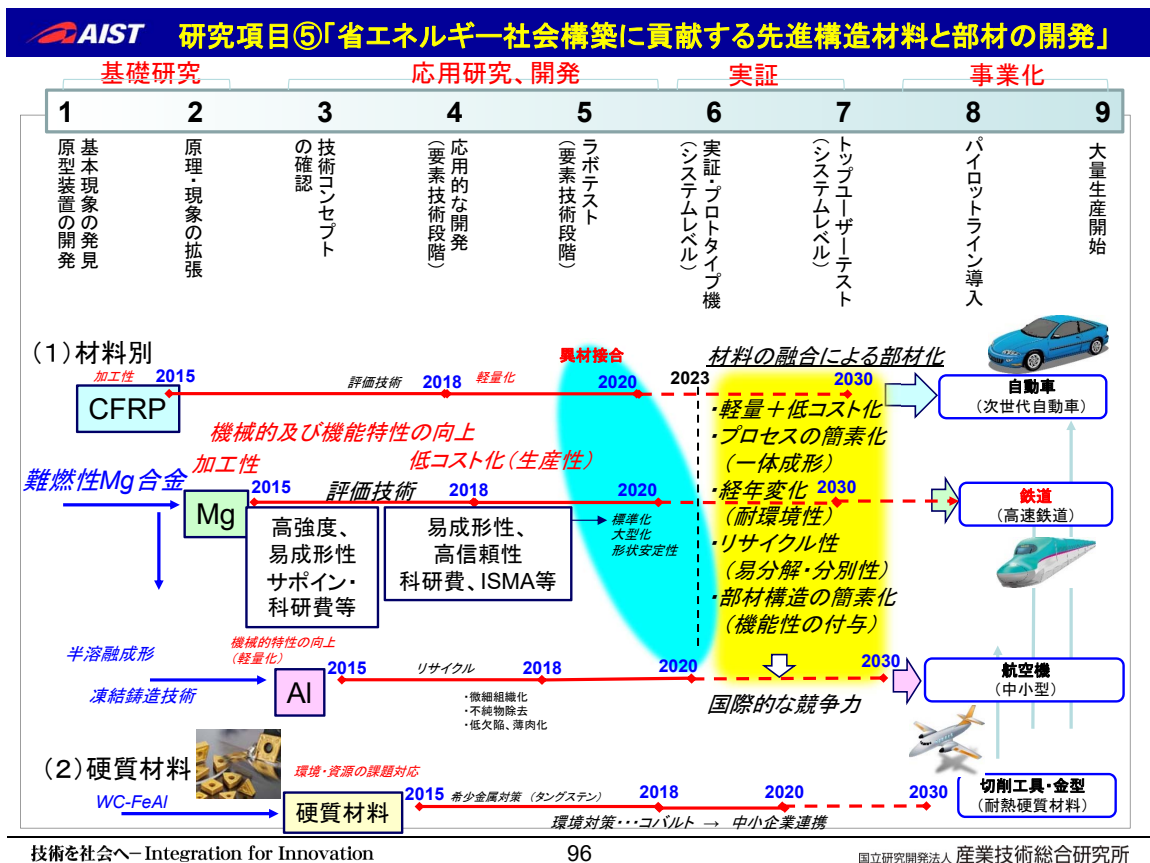 AIST 研究項目⑤「省エネルギー社会構築に貢献する先進構造材料と部材の開発」
基礎研究 応用研究、開発 実証 事業化
1 2 3 4 5 6 7 8 9
基本現象の発見
原型装置の開発
原理・現象の拡張
技術コンセプト
の確認
応用的な開発
(要素技術段階)
ラボテスト
(要素技術段階)
実証・プロトタイプ機
(システムレベル)
トップユーザーテスト
(システムレベル)
パイロットライン導入
大量生産開始
(1)材料別
異材接合
材料の融合による部材化
加工性 2015 評価技術 2018 軽量化 2020 2023 2030
CFRP
自動車
(次世代自動車)
・軽量+低コスト化
・プロセスの簡素化
(一体成形)
・経年変化
(耐環境性)
・リサイクル性
(易分解・分別性)
・部材構造の簡素化
(機能性の付与)
機械的及び機能特性の向上
加工性 低コスト化(生産性)
難燃性Mg合金
2015 評価技術 2018 2020 2030
Mg
鉄道
(高速鉄道)
高強度、
易成形性
サポイン・
科研費等
易成形性、
高信頼性
科研費、ISMA等
標準化
大型化
形状安定性
半溶融成形
凍結鋳造技術
機械的特性の向上
(軽量化)
2015 リサイクル 2018 2020 2030
Al
・微細組織化
・不純物除去
・低欠陥、薄肉化
国際的な競争力
航空機
(中小型)
(2)硬質材料
環境・資源の課題対応
WC-FeAl
硬質材料
2015 希少金属対策(タングステン) 2018 2020 2030
環境対策・・・コバルト → 中小企業連携
切削工具・金型
(耐熱硬質材料)
技術を社会へ－Integration for Innovation
96
国立研究開発法人 産業技術総合研究所